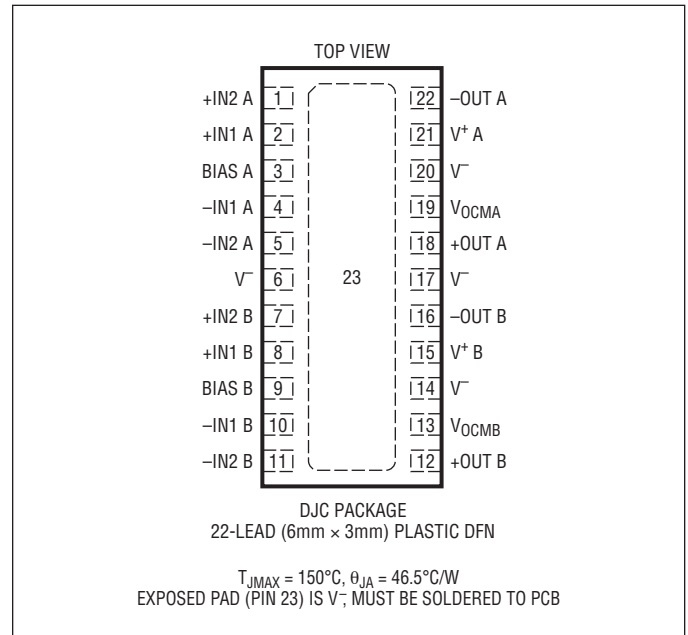 TOP VIEW
+IN2 A 1 22 –OUT A
+IN1 A 2 21 V⁺ A
BIAS A 3 20 V⁻
–IN1 A 4 19 VOCMA
–IN2 A 5 18 +OUT A
V⁻ 6 23 17 V⁻
+IN2 B 7 16 –OUT B
+IN1 B 8 15 V⁺ B
BIAS B 9 14 V⁻
–IN1 B 10 13 VOCMB
–IN2 B 11 12 +OUT B
DJC PACKAGE
22-LEAD (6mm × 3mm) PLASTIC DFN
TJMAX = 150°C, θJA = 46.5°C/W
EXPOSED PAD (PIN 23) IS V⁻, MUST BE SOLDERED TO PCB